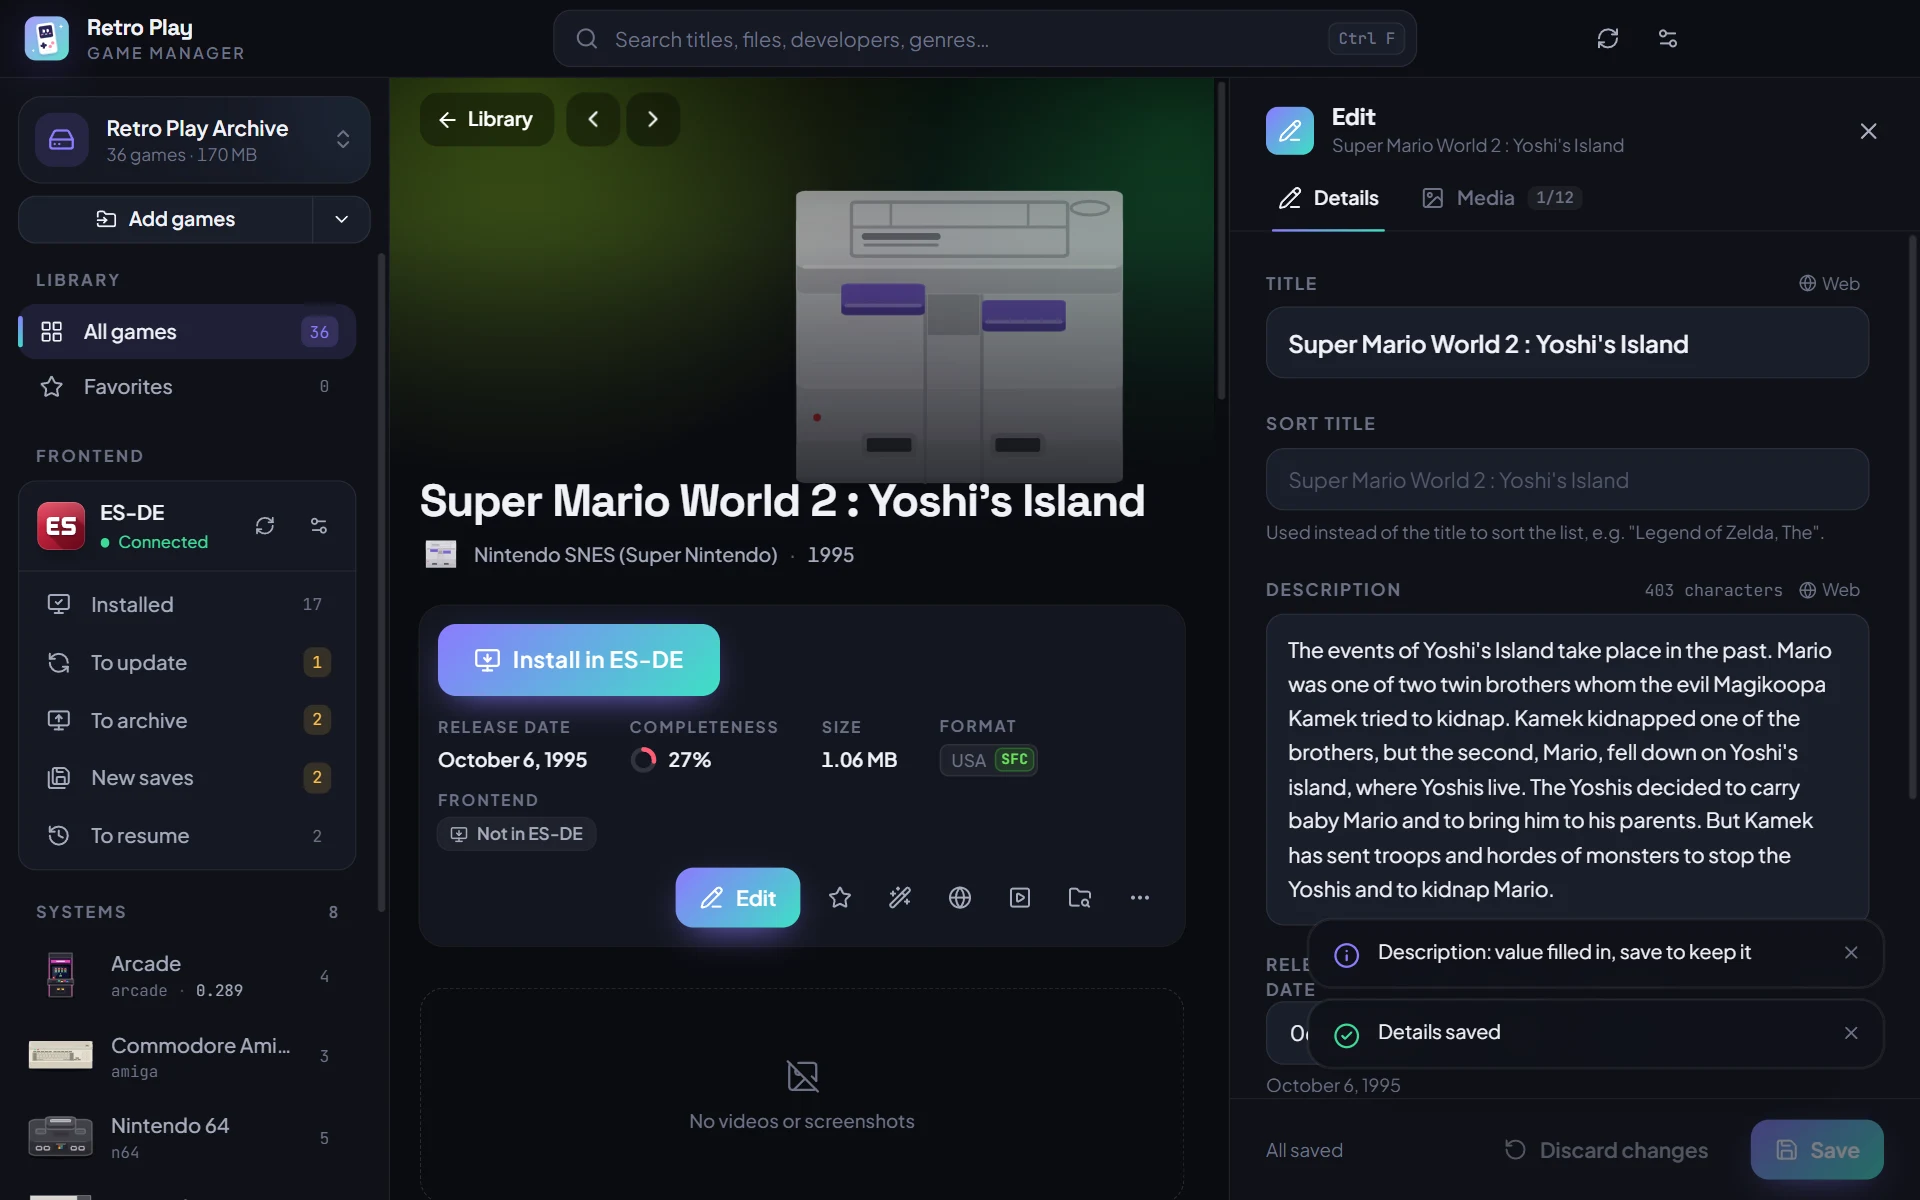 Retro Play
GAME MANAGER
Search titles, files, developers, genres…
Ctrl F
Retro Play Archive
36 games · 170 MB
Add games
LIBRARY
All games
36
Favorites
0
FRONTEND
ES
ES-DE
Connected
Installed
17
To update
1
To archive
2
New saves
2
To resume
2
SYSTEMS
8
Arcade
4
arcade · 0.289
Commodore Ami…
3
amiga
Nintendo 64
5
n64
Library
Super Mario World 2 : Yoshi's Island
Nintendo SNES (Super Nintendo) · 1995
Install in ES-DE
RELEASE DATE
October 6, 1995
COMPLETENESS
27%
SIZE
1.06 MB
FORMAT
USA SFC
FRONTEND
Not in ES-DE
Edit
No videos or screenshots
Edit
Super Mario World 2 : Yoshi's Island
Details
Media
1/12
TITLE
Web
Super Mario World 2 : Yoshi's Island
SORT TITLE
Super Mario World 2 : Yoshi's Island
Used instead of the title to sort the list, e.g. "Legend of Zelda, The".
DESCRIPTION
403 characters
Web
The events of Yoshi's Island take place in the past. Mario
was one of two twin brothers whom the evil Magikoopa
Kamek tried to kidnap. Kamek kidnapped one of the
brothers, but the second, Mario, fell down on Yoshi's
island, where Yoshis live. The Yoshis decided to carry
baby Mario and to bring him to his parents. But Kamek
has sent troops and hordes of monsters to stop the
Yoshis and to kidnap Mario.
Description: value filled in, save to keep it
DATE
Details saved
October 6, 1995
All saved
Discard changes
Save